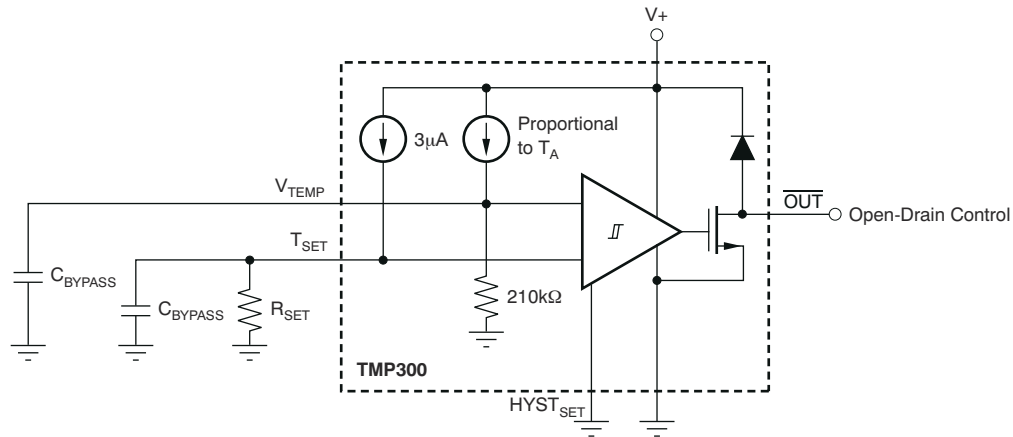 V+
3μA
Proportional
to TA
VTEMP
OUT
Open-Drain Control
TSET
CBYPASS
CBYPASS
RSET
210kΩ
TMP300
HYSTSET